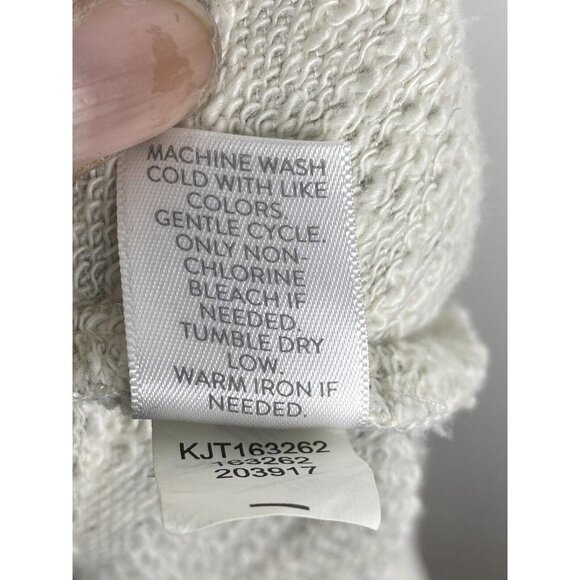 MACHINE WASH
COLD WITH LIKE
COLORS.
GENTLE CYCLE.
ONLY NON-
CHLORINE
BLEACH IF
NEEDED.
TUMBLE DRY
LOW.
WARM IRON IF
NEEDED.
KJT163262
163262
203917